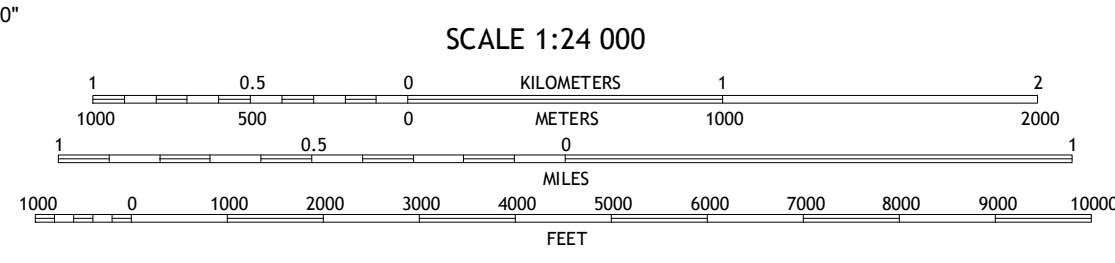 0"
SCALE 1:24 000
1 0.5 0 KILOMETERS 1 2
1000 500 0 METERS 1000 2000
1 0.5 0 1
MILES
1000 0 1000 2000 3000 4000 5000 6000 7000 8000 9000 10000
FEET